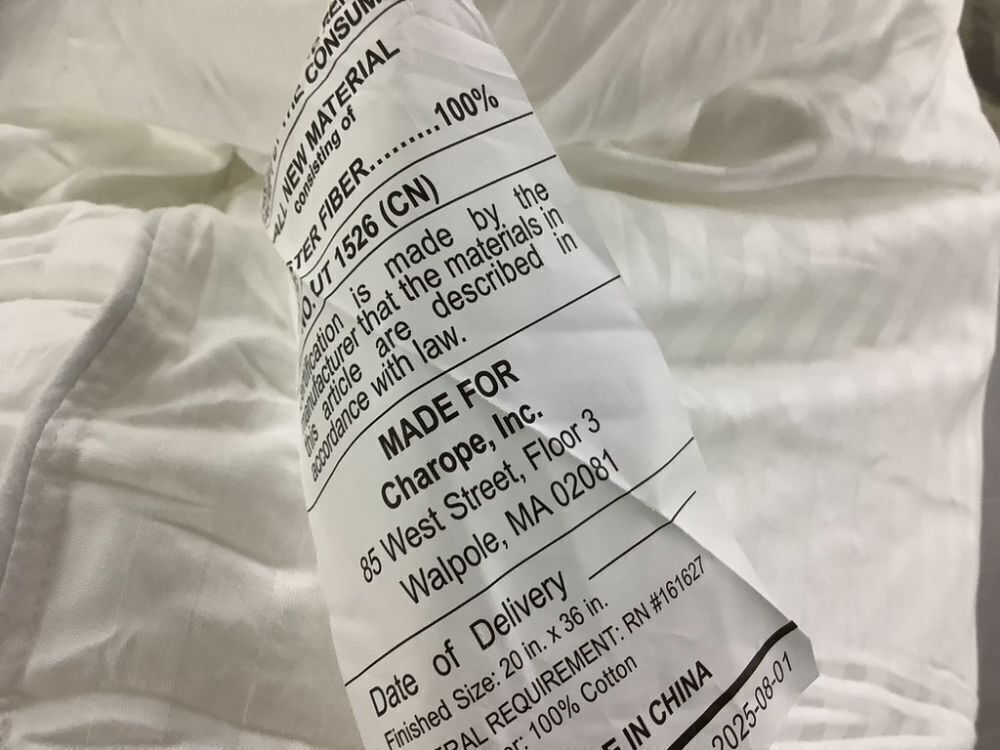 THE CONSUM
ALL NEW MATERIAL
consisting of
TER FIBER..........100%
O.UT 1526 (CN)
ification is made by the
anufacturer that the materials in
this article are described in
accordance with law.
MADE FOR
Charope, Inc.
85 West Street, Floor 3
Walpole, MA 02081
Date of Delivery
Finished Size: 20 in. x 36 in.
RAL REQUIREMENT: RN #161627
er: 100% Cotton
E IN CHINA
2025-08-01